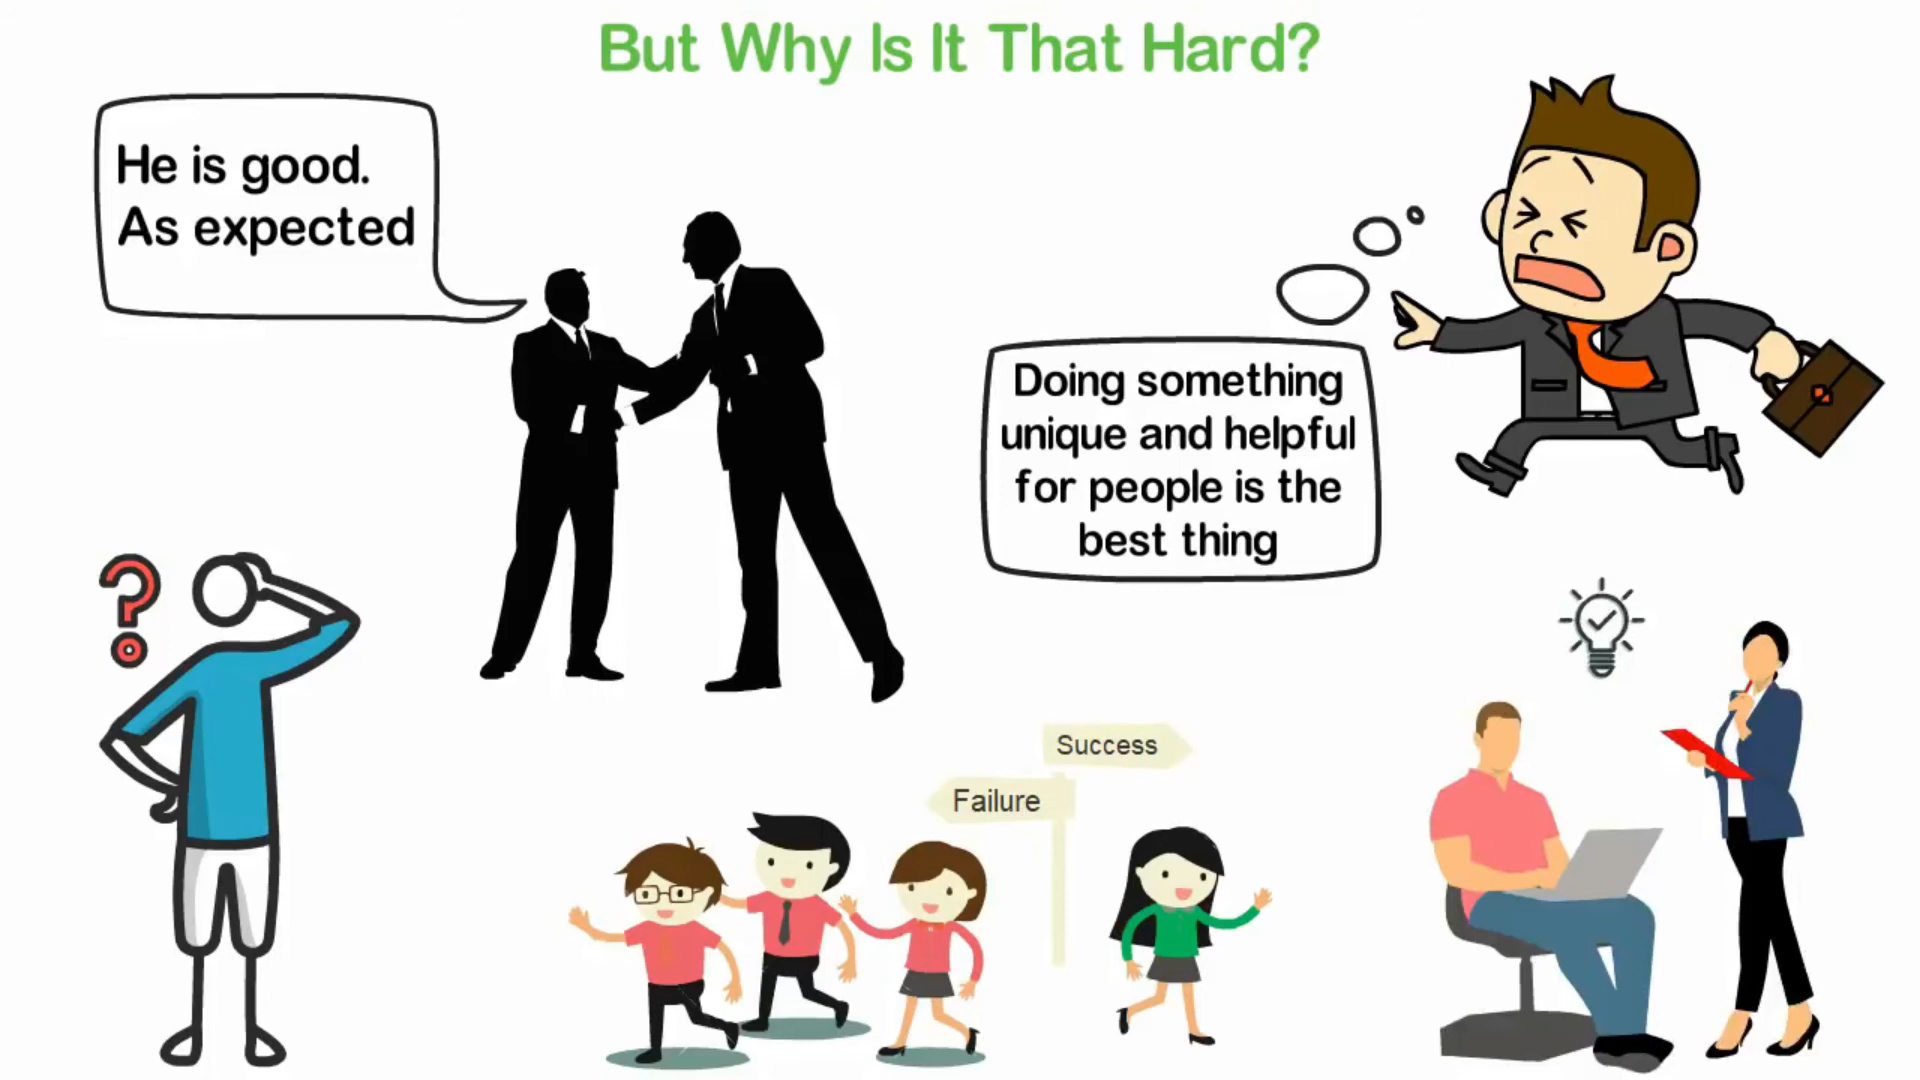 But Why Is It That Hard?
He is good.
As expected
Doing something
unique and helpful
for people is the
best thing
Success
Failure